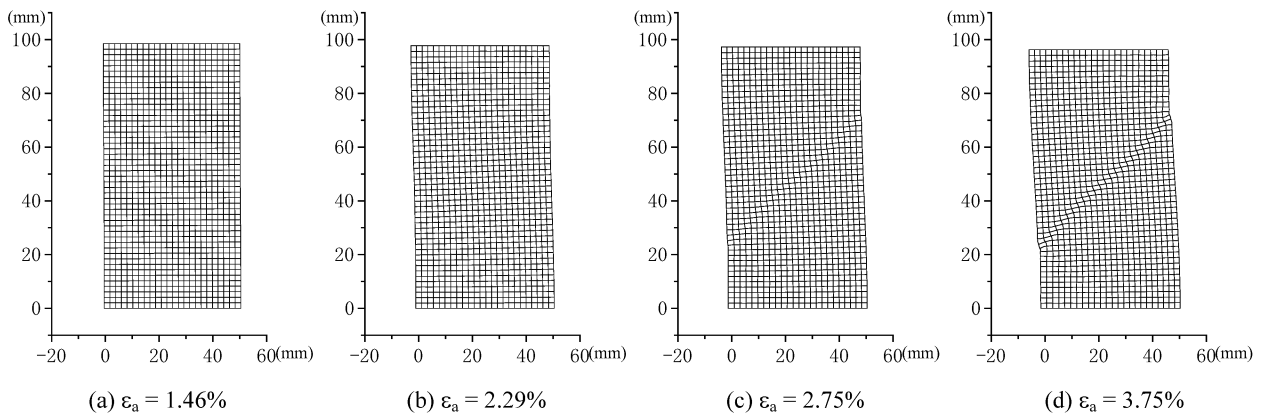 (mm) (mm) (mm) (mm)
100 100 100 100
80 80 80 80
60 60 60 60
40 40 40 40
20 20 20 20
0 0 0 0
−20 0 20 40 60(mm) −20 0 20 40 60(mm) −20 0 20 40 60(mm) −20 0 20 40 60(mm)
(a) εa = 1.46% (b) εa = 2.29% (c) εa = 2.75% (d) εa = 3.75%